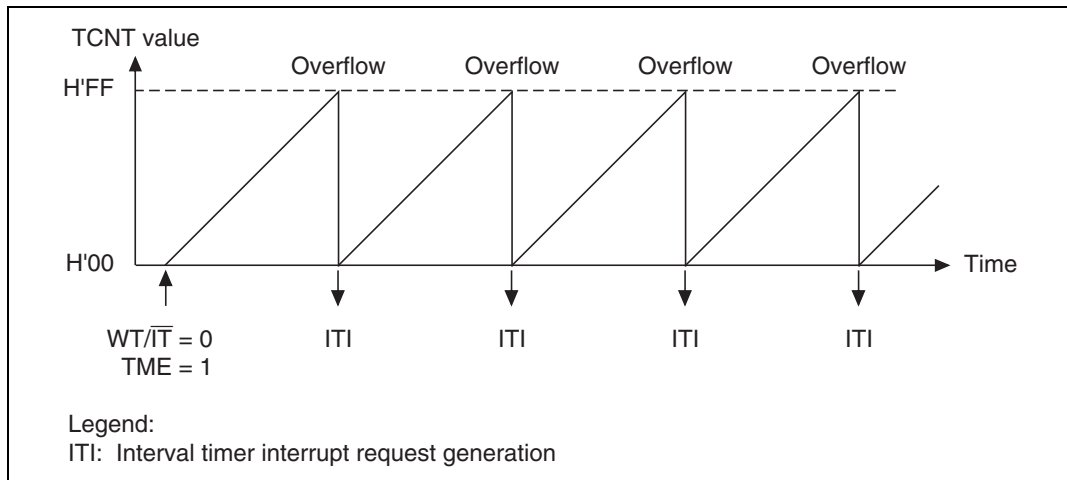 TCNT value
Overflow Overflow Overflow Overflow
H'FF
H'00
Time
WT/I̅T̅ = 0 ITI ITI ITI ITI
TME = 1
Legend:
ITI: Interval timer interrupt request generation